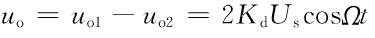 u_o = u_{o1} − u_{o2} = 2K_d U_s cosΩt